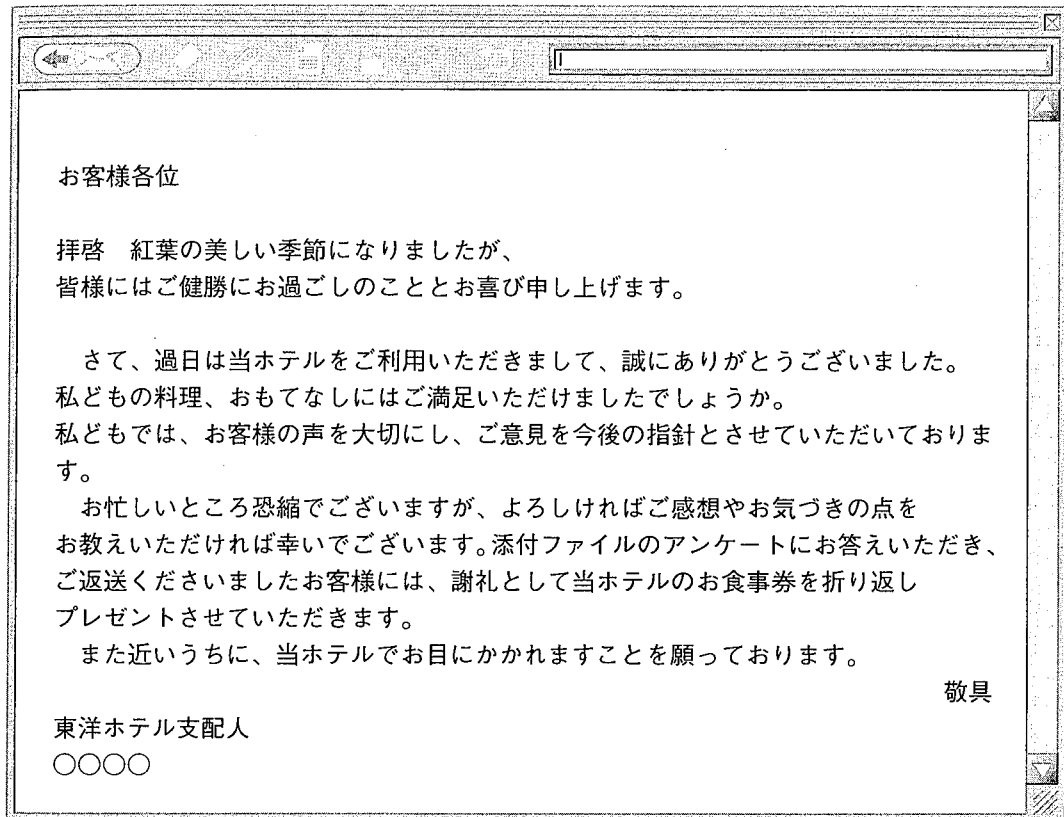 お客様各位
拝啓　紅葉の美しい季節になりましたが、
皆様にはご健勝にお過ごしのこととお喜び申し上げます。
　さて、過日は当ホテルをご利用いただきまして、誠にありがとうございました。
私どもの料理、おもてなしにはご満足いただけましたでしょうか。
私どもでは、お客様の声を大切にし、ご意見を今後の指針とさせていただいておりま
す。
　お忙しいところ恐縮でございますが、よろしければご感想やお気づきの点を
お教えいただければ幸いでございます。添付ファイルのアンケートにお答えいただき、
ご返送くださいましたお客様には、謝礼として当ホテルのお食事券を折り返し
プレゼントさせていただきます。
　また近いうちに、当ホテルでお目にかかれますことを願っております。
敬具
東洋ホテル支配人
○○○○